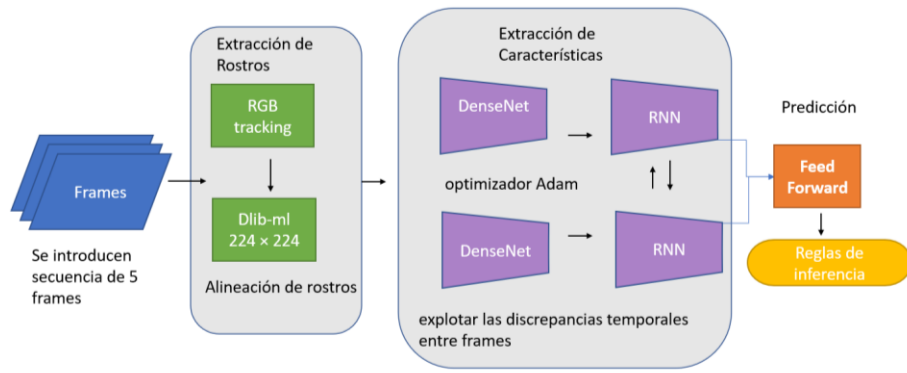 Frames
Se introducen
secuencia de 5
frames
Extracción de
Rostros
RGB
tracking
Dlib-ml
224 × 224
Alineación de rostros
Extracción de
Características
DenseNet
RNN
optimizador Adam
DenseNet
RNN
explotar las discrepancias temporales
entre frames
Predicción
Feed
Forward
Reglas de
inferencia